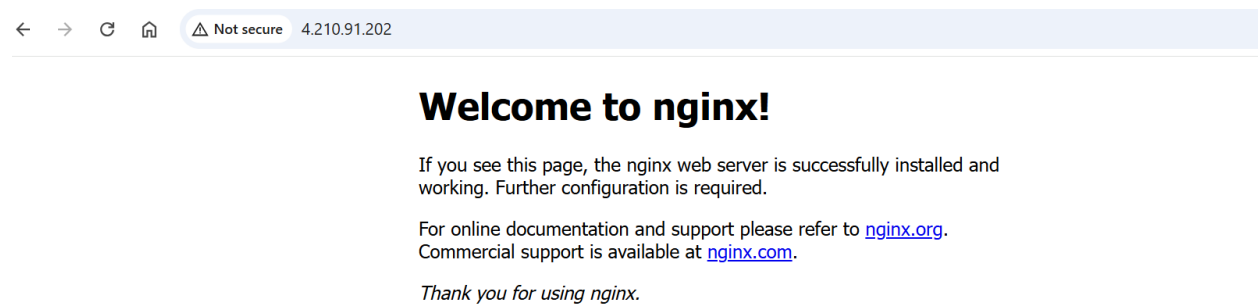 Not secure 4.210.91.202
Welcome to nginx!
If you see this page, the nginx web server is successfully installed and
working. Further configuration is required.
For online documentation and support please refer to nginx.org.
Commercial support is available at nginx.com.
Thank you for using nginx.